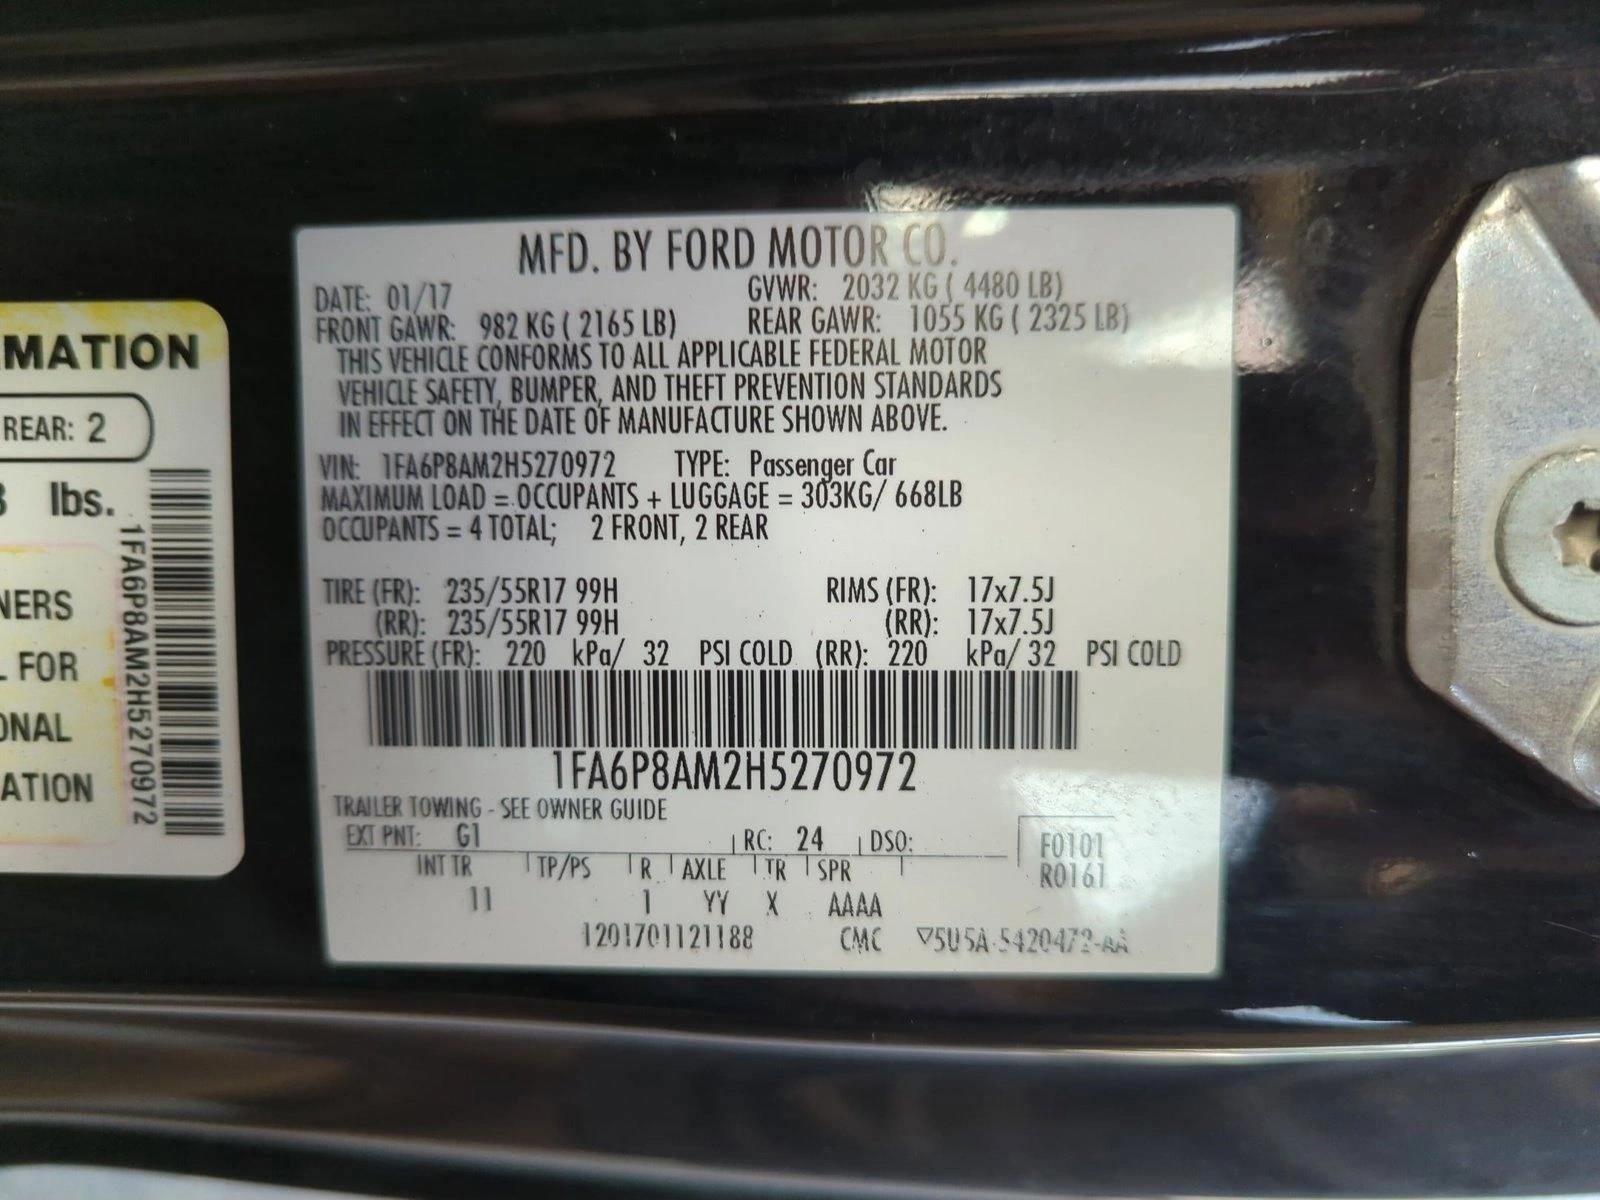 MFD. BY FORD MOTOR CO.
DATE: 01/17 GVWR: 2032 KG ( 4480 LB)
FRONT GAWR: 982 KG ( 2165 LB) REAR GAWR: 1055 KG ( 2325 LB)
THIS VEHICLE CONFORMS TO ALL APPLICABLE FEDERAL MOTOR
VEHICLE SAFETY, BUMPER, AND THEFT PREVENTION STANDARDS
IN EFFECT ON THE DATE OF MANUFACTURE SHOWN ABOVE.
VIN: 1FA6P8AM2H5270972 TYPE: Passenger Car
MAXIMUM LOAD = OCCUPANTS + LUGGAGE = 303KG/ 668LB
OCCUPANTS = 4 TOTAL; 2 FRONT, 2 REAR
TIRE (FR): 235/55R17 99H RIMS (FR): 17x7.5J
(RR): 235/55R17 99H (RR): 17x7.5J
PRESSURE (FR): 220 kPa/ 32 PSI COLD (RR): 220 kPa/ 32 PSI COLD
1FA6P8AM2H5270972
TRAILER TOWING - SEE OWNER GUIDE
EXT PNT: G1 RC: 24 DSO: F0101
INT TR TP/PS R AXLE TR SPR R0161
11 1 YY X AAAA
1201701121188 CMC ▽5U5A-5420472-AA
MATION
REAR: 2
lbs.
NERS
L FOR
ONAL
ATION
1FA6P8AM2H5270972